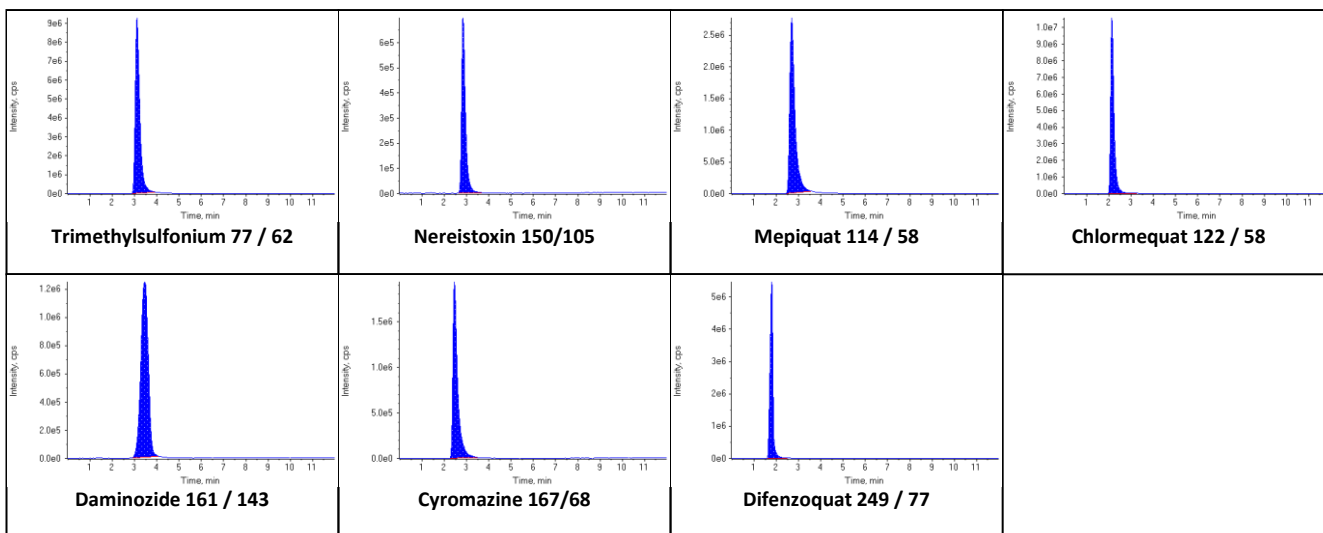 Intensity, cps
9e6
8e6
7e6
6e6
5e6
4e6
3e6
2e6
1e6
0e0
1 2 3 4 5 6 7 8 9 10 11
Time, min
Trimethylsulfonium 77 / 62
Intensity, cps
6e5
5e5
4e5
3e5
2e5
1e5
0e0
1 2 3 4 5 6 7 8 9 10 11
Time, min
Nereistoxin 150/105
Intensity, cps
2.5e6
2.0e6
1.5e6
1.0e6
5.0e5
0.0e0
1 2 3 4 5 6 7 8 9 10 11
Time, min
Mepiquat 114 / 58
Intensity, cps
1.0e7
9.0e6
8.0e6
7.0e6
6.0e6
5.0e6
4.0e6
3.0e6
2.0e6
1.0e6
0.0e0
1 2 3 4 5 6 7 8 9 10 11
Time, min
Chlormequat 122 / 58
Intensity, cps
1.2e6
1.0e6
8.0e5
6.0e5
4.0e5
2.0e5
0.0e0
1 2 3 4 5 6 7 8 9 10 11
Time, min
Daminozide 161 / 143
Intensity, cps
1.5e6
1.0e6
5.0e5
0.0e0
1 2 3 4 5 6 7 8 9 10 11
Time, min
Cyromazine 167/68
Intensity, cps
5e6
4e6
3e6
2e6
1e6
0e0
1 2 3 4 5 6 7 8 9 10 11
Time, min
Difenzoquat 249 / 77